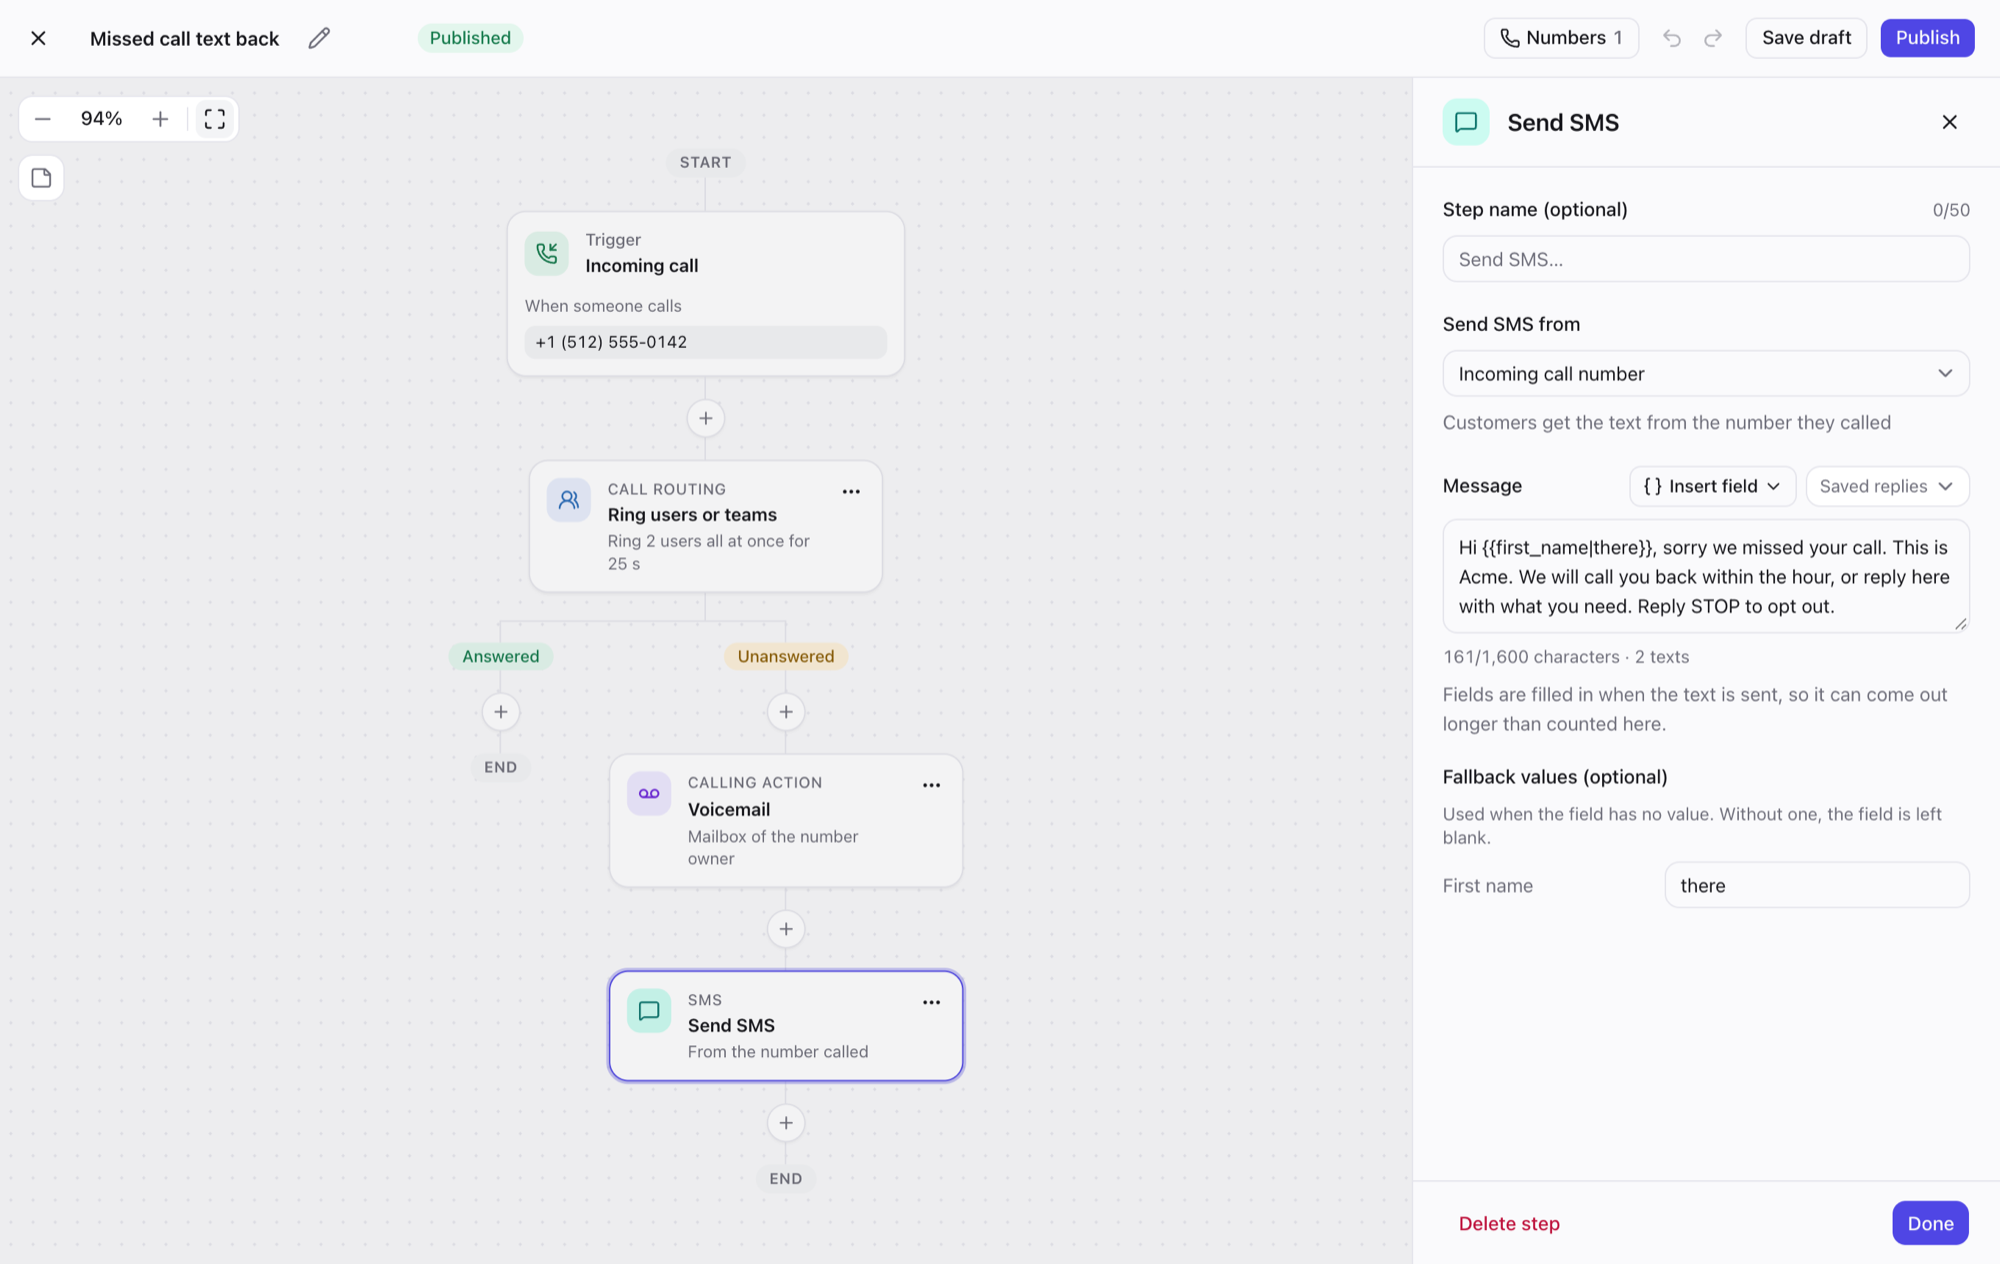 Missed call text back
Published
Numbers 1
Save draft
Publish
94%
START
Trigger
Incoming call
When someone calls
+1 (512) 555-0142
CALL ROUTING
Ring users or teams
Ring 2 users all at once for
25 s
Answered
Unanswered
END
CALLING ACTION
Voicemail
Mailbox of the number
owner
SMS
Send SMS
From the number called
END
Send SMS
Step name (optional)
0/50
Send SMS...
Send SMS from
Incoming call number
Customers get the text from the number they called
Message
{ } Insert field
Saved replies
Hi {{first_name|there}}, sorry we missed your call. This is
Acme. We will call you back within the hour, or reply here
with what you need. Reply STOP to opt out.
161/1,600 characters · 2 texts
Fields are filled in when the text is sent, so it can come out
longer than counted here.
Fallback values (optional)
Used when the field has no value. Without one, the field is left
blank.
First name
there
Delete step
Done